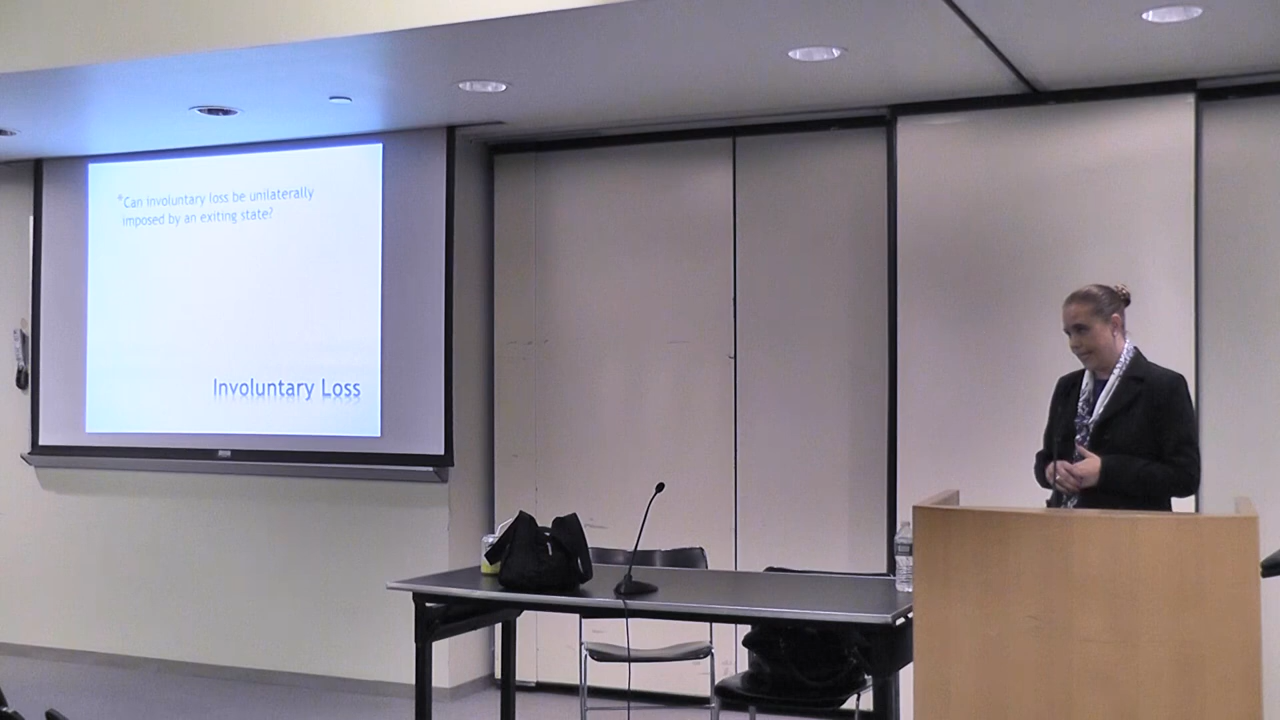 *Can involuntary loss be unilaterally
imposed by an exiting state?
Involuntary Loss